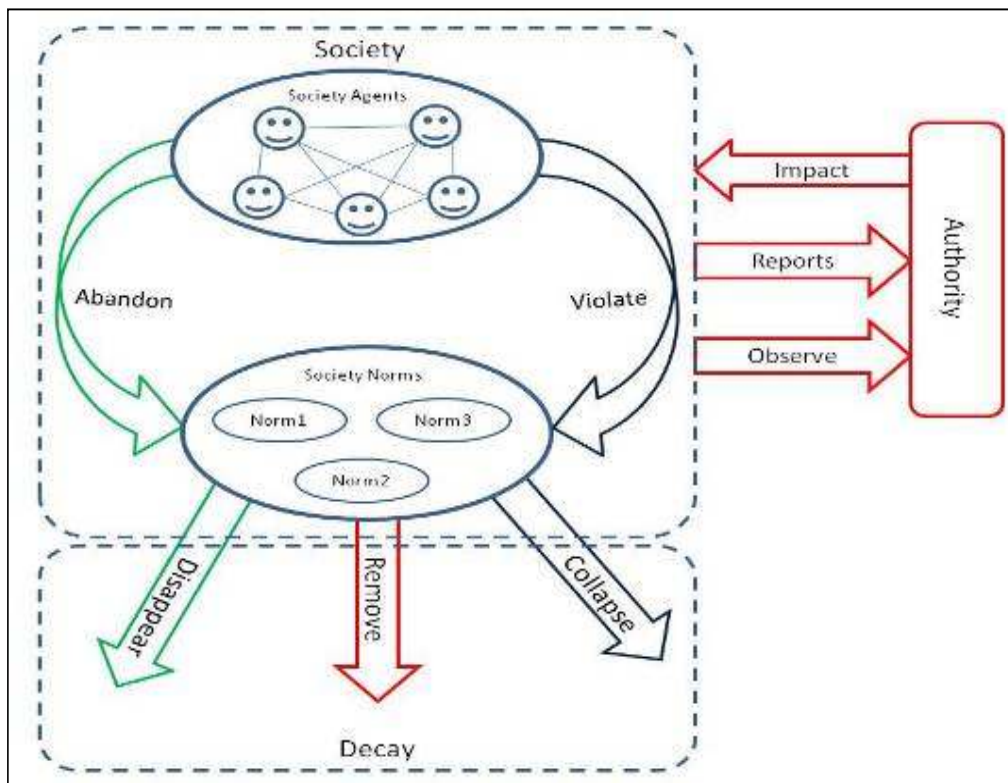 Society
Society Agents
Impact
Reports
Observe
Authority
Abandon
Violate
Society Norms
Norm1
Norm3
Norm2
Disappear
Remove
Collapse
Decay